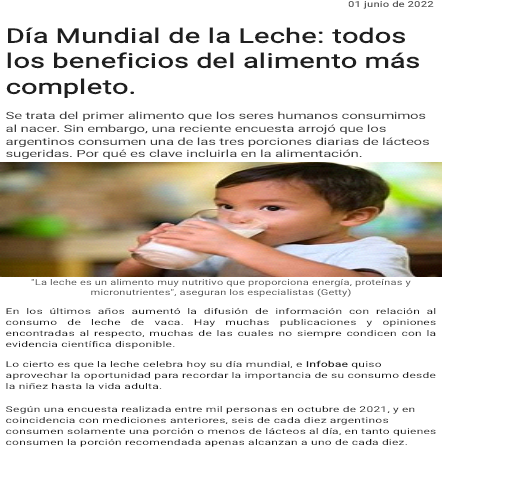 01 junio de 2022
Día Mundial de la Leche: todos
los beneficios del alimento más
completo.
Se trata del primer alimento que los seres humanos consumimos
al nacer. Sin embargo, una reciente encuesta arrojó que los
argentinos consumen una de las tres porciones diarias de lácteos
sugeridas. Por qué es clave incluirla en la alimentación.
"La leche es un alimento muy nutritivo que proporciona energía, proteínas y
micronutrientes", aseguran los especialistas (Getty)
En los últimos años aumentó la difusión de información con relación al
consumo de leche de vaca. Hay muchas publicaciones y opiniones
encontradas al respecto, muchas de las cuales no siempre condicen con la
evidencia científica disponible.
Lo cierto es que la leche celebra hoy su día mundial, e Infobae quiso
aprovechar la oportunidad para recordar la importancia de su consumo desde
la niñez hasta la vida adulta.
Según una encuesta realizada entre mil personas en octubre de 2021, y en
coincidencia con mediciones anteriores, seis de cada diez argentinos
consumen solamente una porción o menos de lácteos al día, en tanto quienes
consumen la porción recomendada apenas alcanzan a uno de cada diez.